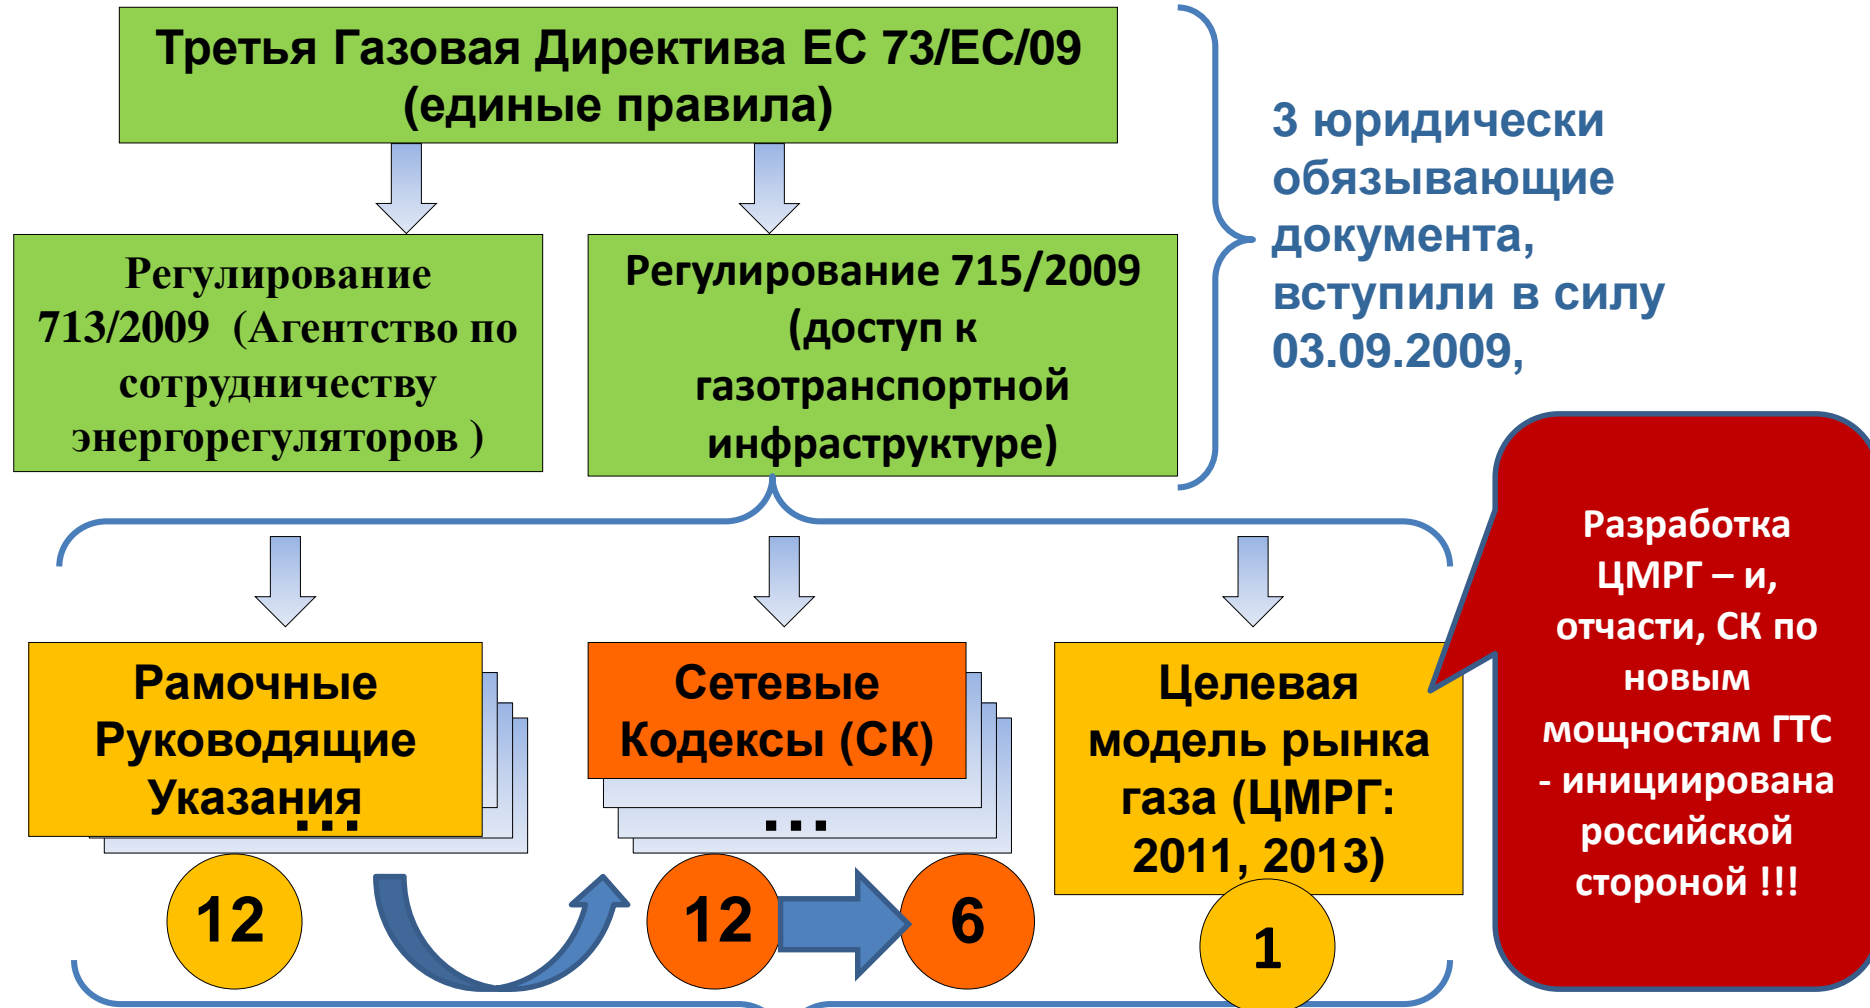 Третья Газовая Директива ЕС 73/ЕС/09
(единые правила)
3 юридически
обязывающие
документа,
вступили в силу
03.09.2009,
Регулирование
713/2009 (Агентство по
сотрудничеству
энергорегуляторов )
Регулирование 715/2009
(доступ к
газотранспортной
инфраструктуре)
Разработка
ЦМРГ – и,
отчасти, СК по
новым
мощностям ГТС
- инициирована
российской
стороной !!!
Рамочные
Руководящие
Указания
...
Сетевые
Кодексы (СК)
...
Целевая
модель рынка
газа (ЦМРГ:
2011, 2013)
12
12
6
1